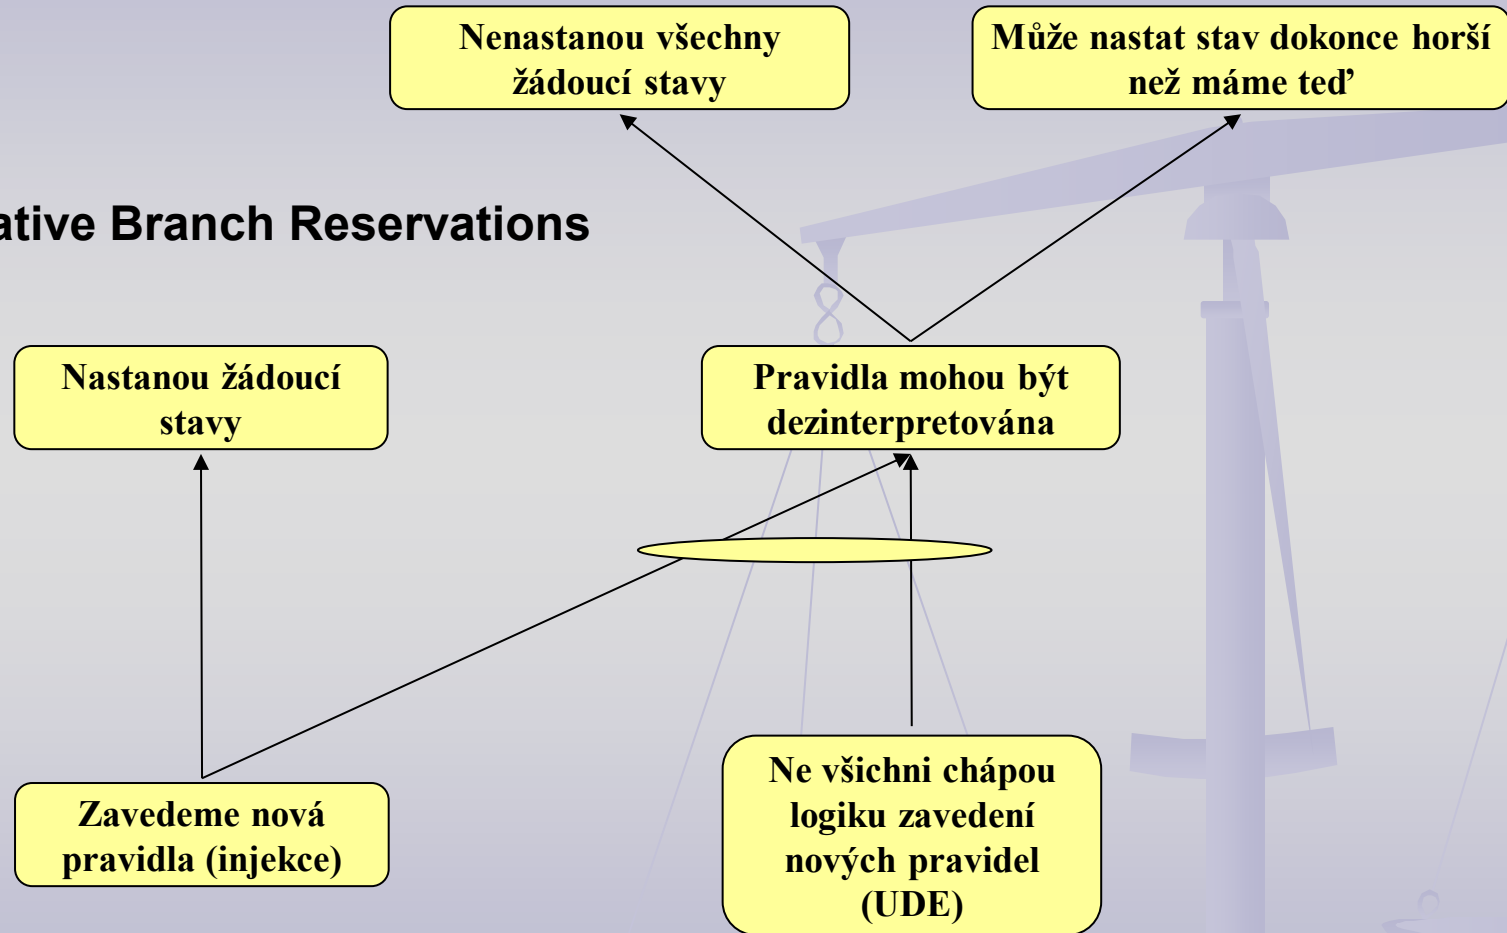 Nenastanou všechny
žádoucí stavy
Může nastat stav dokonce horší
než máme teď
ative Branch Reservations
Nastanou žádoucí
stavy
Pravidla mohou být
dezinterpretována
Zavedeme nová
pravidla (injekce)
Ne všichni chápou
logiku zavedení
nových pravidel
(UDE)